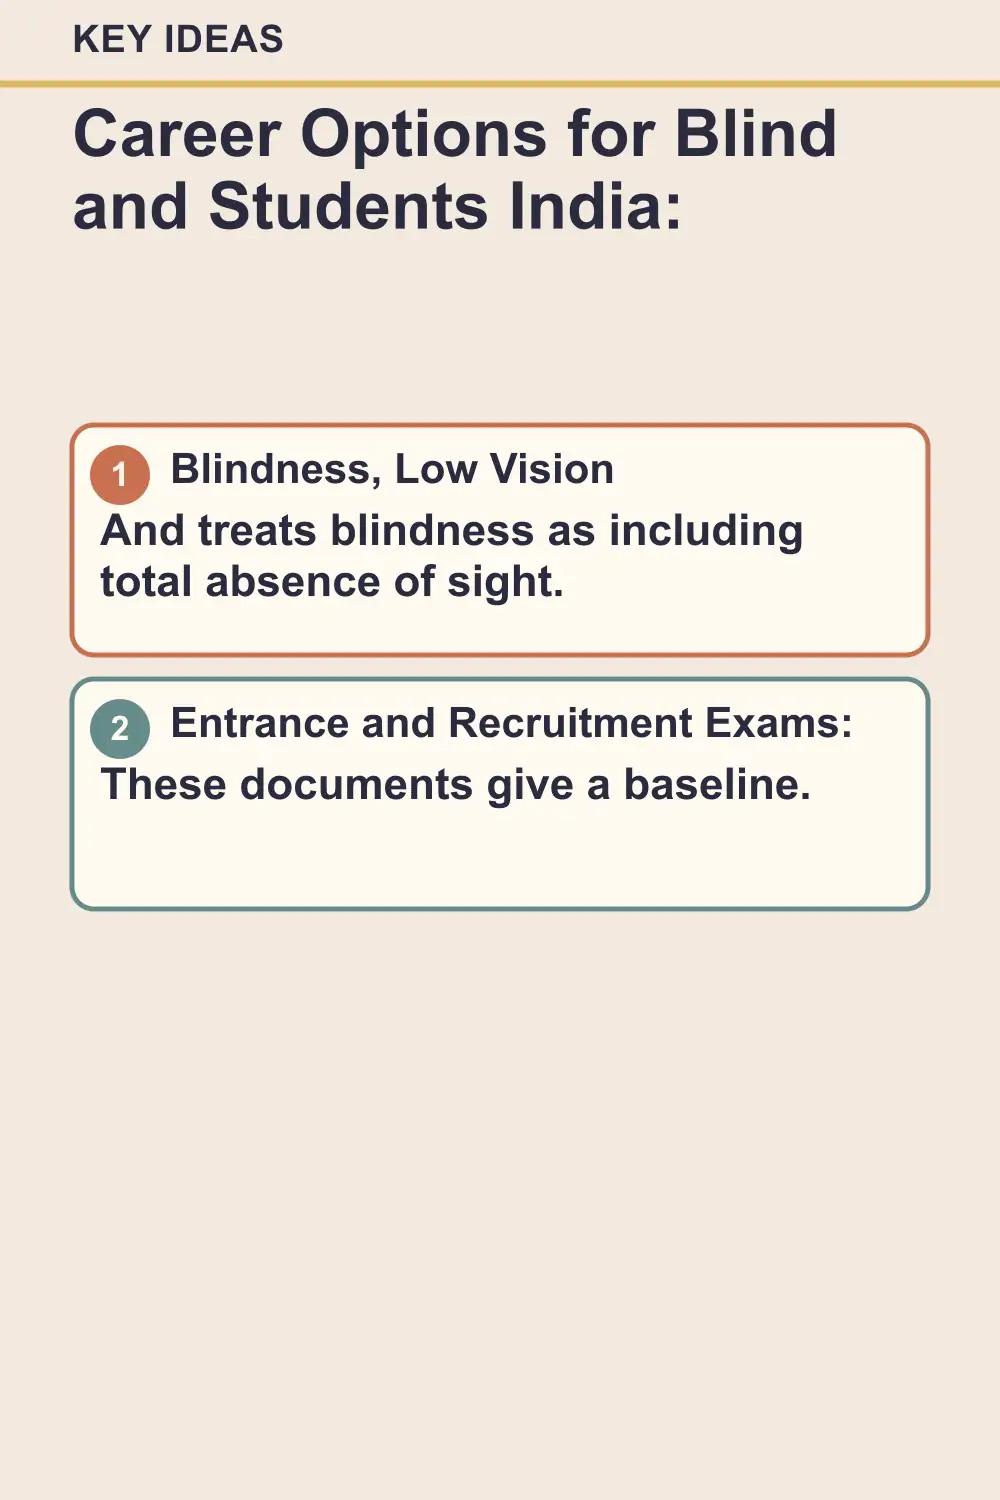 KEY IDEAS
Career Options for Blind
and Students India:
1 Blindness, Low Vision
And treats blindness as including
total absence of sight.
2 Entrance and Recruitment Exams:
These documents give a baseline.